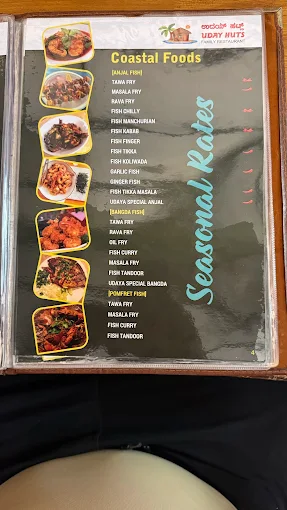 ಉದಯ್ ಹಟ್ಸ್
UDAY HUTS
FAMILY RESTAURANT
Coastal Foods
[ANJAL FISH]
TAWA FRY
MASALA FRY
RAVA FRY
FISH CHILLY
FISH MANCHURIAN
FISH KABAB
FISH FINGER
FISH TIKKA
FISH KOLIWADA
GARLIC FISH
GINGER FISH
FISH TIKKA MASALA
UDAYA SPECIAL ANJAL
[BANGDA FISH]
TAWA FRY
RAVA FRY
OIL FRY
FISH CURRY
MASALA FRY
FISH TANDOOR
UDAYA SPECIAL BANGDA
[POMFRET FISH]
TAWA FRY
MASALA FRY
FISH CURRY
FISH TANDOOR
Seasonal Rates